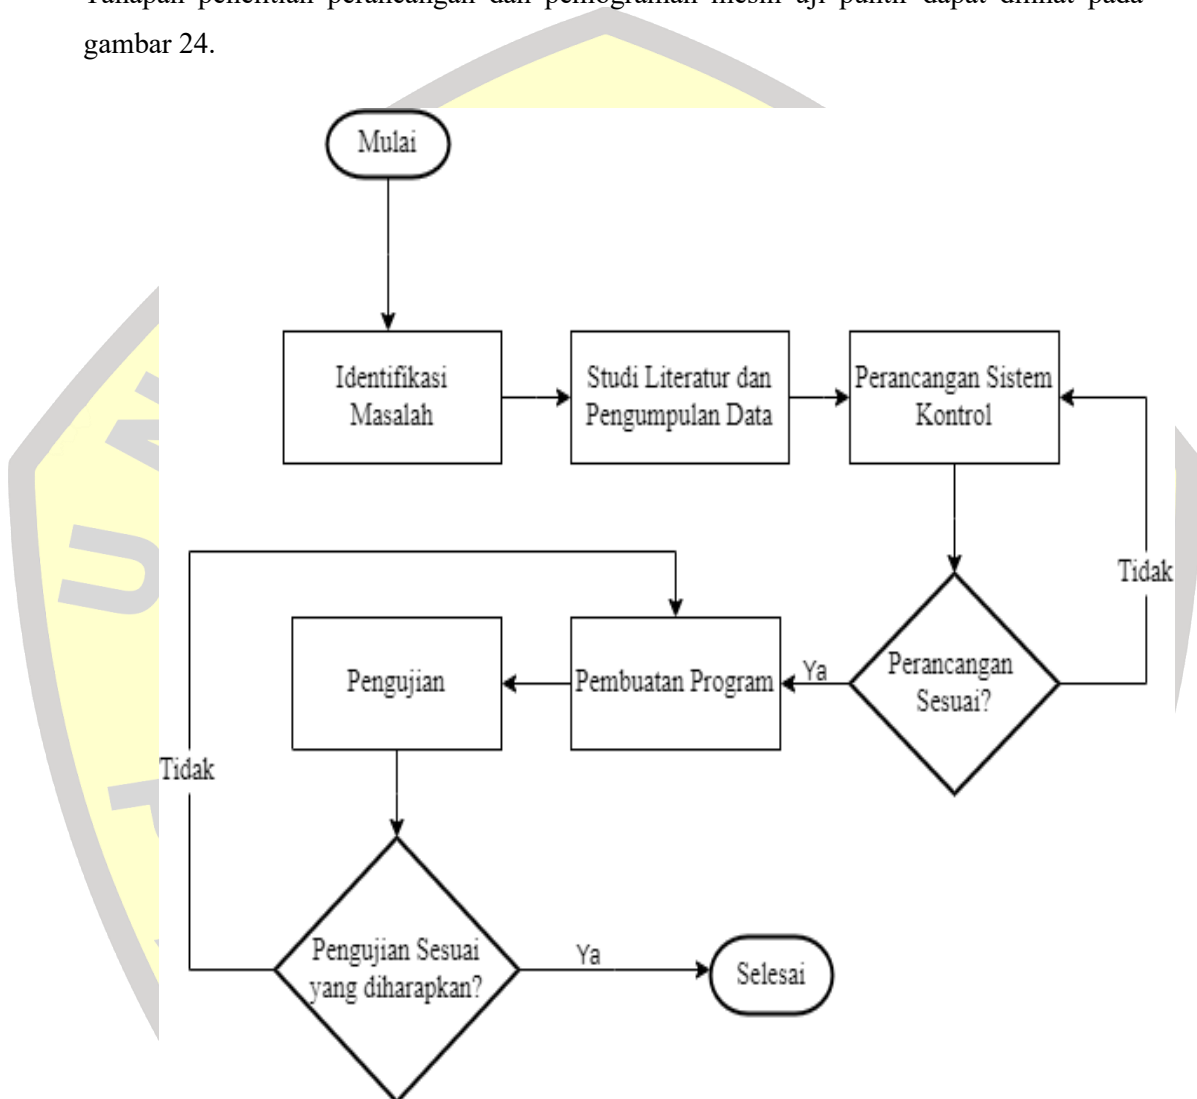 Tahapan penelitian perancangan dan pemograman mesin uji puntir dapat dilihat pada
gambar 24.
Mulai
Identifikasi
Masalah
Studi Literatur dan
Pengumpulan Data
Perancangan Sistem
Kontrol
Tidak
Perancangan
Sesuai?
Ya
Pembuatan Program
Pengujian
Tidak
Pengujian Sesuai
yang diharapkan?
Ya
Selesai